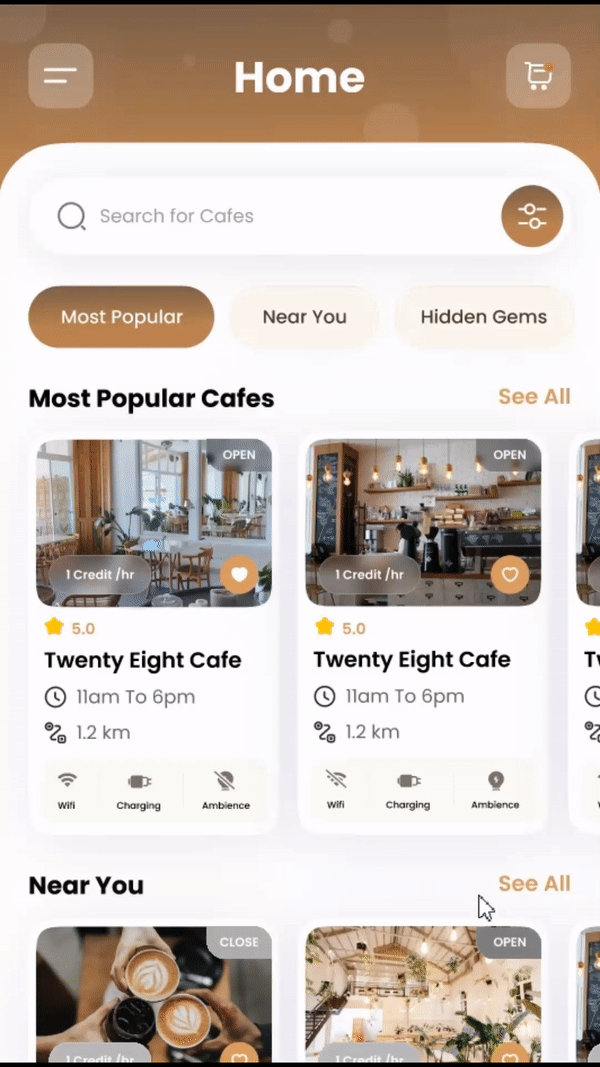 Home
Search for Cafes
Most Popular
Near You
Hidden Gems
Most Popular Cafes
See All
OPEN
1 Credit /hr
5.0
Twenty Eight Cafe
11am To 6pm
1.2 km
Wifi
Charging
Ambience
OPEN
1 Credit /hr
5.0
Twenty Eight Cafe
11am To 6pm
1.2 km
Wifi
Charging
Ambience
Near You
See All
CLOSE
1 Credit /hr
OPEN
1 Credit /hr